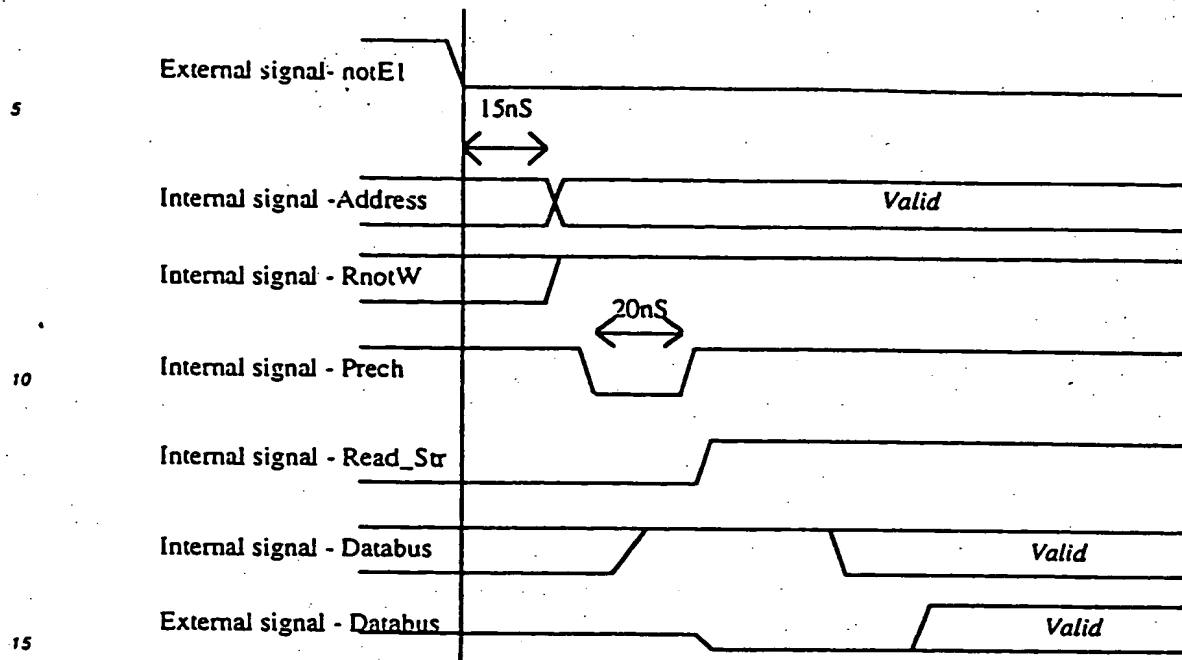 External signal- notE1
5
15nS
Internal signal -Address
Valid
Internal signal - RnotW
20nS
Internal signal - Prech
10
Internal signal - Read_Str
Internal signal - Databus
Valid
External signal - Databus
Valid
15